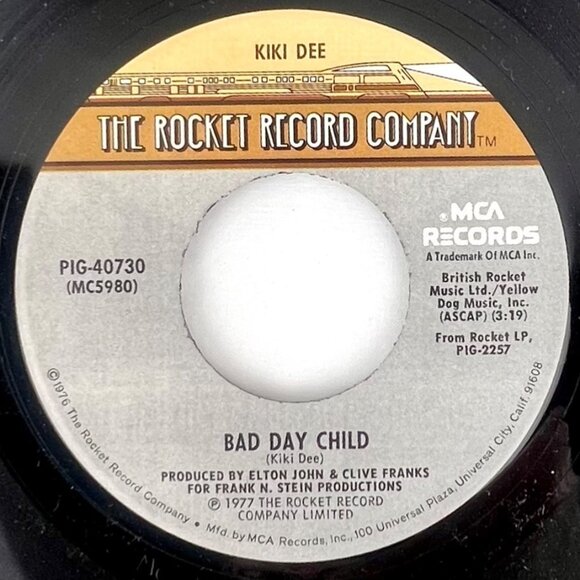 KIKI DEE
THE ROCKET RECORD COMPANY™
®MCA
RECORDS
A Trademark Of MCA Inc.
PIG-40730
(MC5980)
British Rocket
Music Ltd./Yellow
Dog Music, Inc.
(ASCAP) (3:19)
From Rocket LP,
PIG-2257
BAD DAY CHILD
(Kiki Dee)
PRODUCED BY ELTON JOHN & CLIVE FRANKS
FOR FRANK N. STEIN PRODUCTIONS
℗ 1977 THE ROCKET RECORD
COMPANY LIMITED
©1976 The Rocket Record Company • Mfd. by MCA Records, Inc., 100 Universal Plaza, Universal City, Calif. 91608